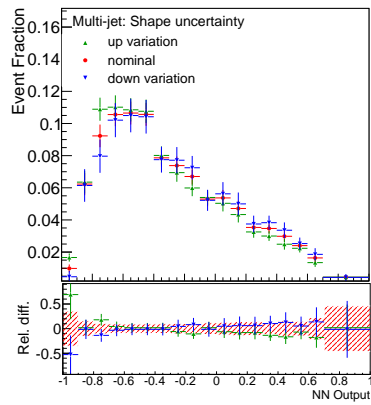 Multi-jet: Shape uncertainty
up variation
nominal
down variation
Event Fraction
0.16
0.14
0.12
0.1
0.08
0.06
0.04
0.02
Rel. diff.
0.5
0
-0.5
-1 -0.8 -0.6 -0.4 -0.2 0 0.2 0.4 0.6 0.8 1
NN Output